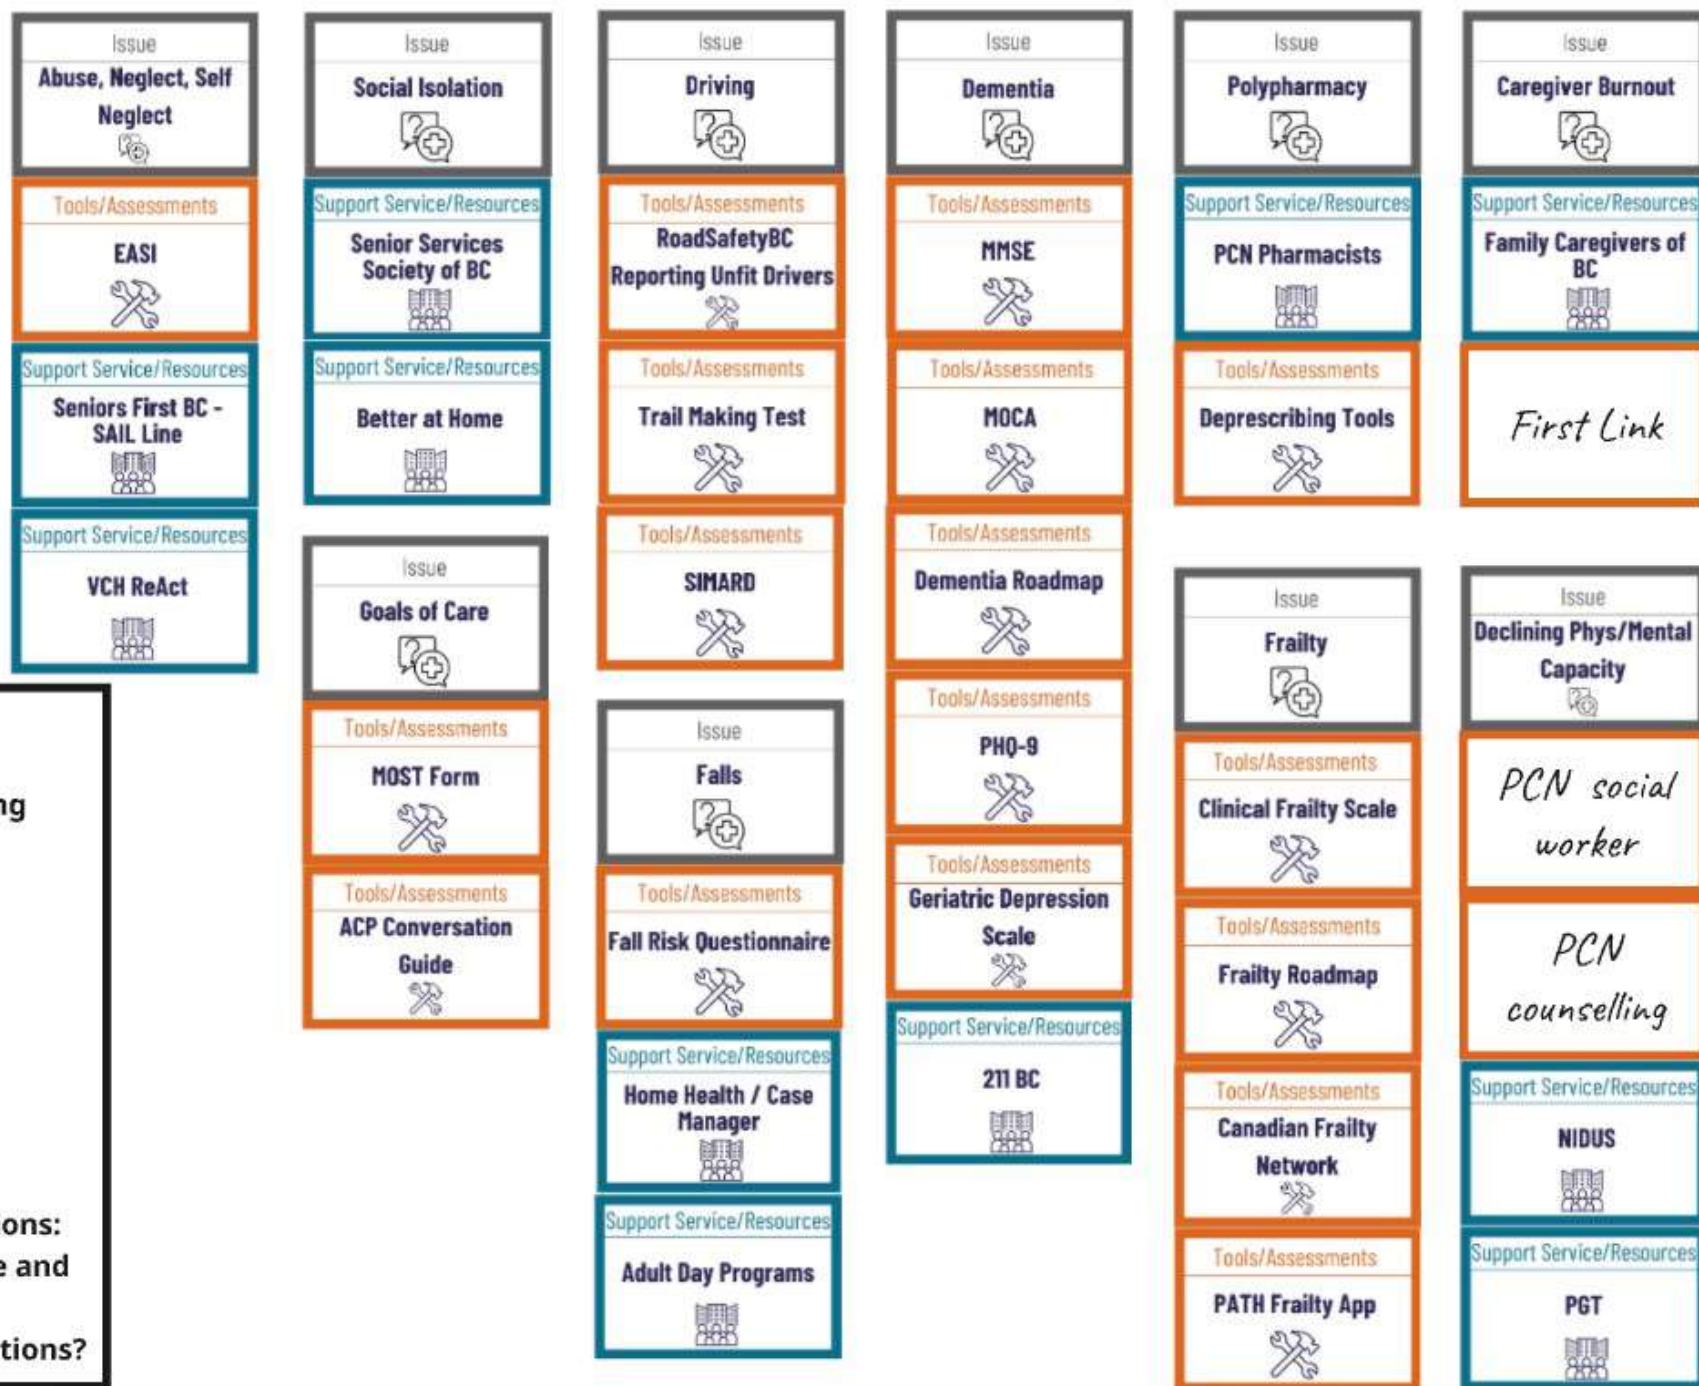 Issue
Abuse, Neglect, Self
Neglect
Tools/Assessments
EASI
Support Service/Resources
Seniors First BC -
SAIL Line
Support Service/Resources
VCH ReAct
Issue
Social Isolation
Support Service/Resources
Senior Services
Society of BC
Support Service/Resources
Better at Home
Issue
Goals of Care
Tools/Assessments
MOST Form
Tools/Assessments
ACP Conversation
Guide
Issue
Driving
Tools/Assessments
RoadSafetyBC
Reporting Unfit Drivers
Tools/Assessments
Trail Making Test
Tools/Assessments
SIMARD
Issue
Falls
Tools/Assessments
Fall Risk Questionnaire
Support Service/Resources
Home Health / Case
Manager
Support Service/Resources
Adult Day Programs
Issue
Dementia
Tools/Assessments
MMSE
Tools/Assessments
MOCA
Tools/Assessments
Dementia Roadmap
Tools/Assessments
PHQ-9
Tools/Assessments
Geriatric Depression
Scale
Support Service/Resources
211 BC
Issue
Polypharmacy
Support Service/Resources
PCN Pharmacists
Tools/Assessments
Deprescribing Tools
Issue
Frailty
Tools/Assessments
Clinical Frailty Scale
Tools/Assessments
Frailty Roadmap
Tools/Assessments
Canadian Frailty
Network
Tools/Assessments
PATH Frailty App
Issue
Caregiver Burnout
Support Service/Resources
Family Caregivers of
BC
First Link
Issue
Declining Phys/Mental
Capacity
PCN social
worker
PCN
counselling
Support Service/Resources
NIDUS
Support Service/Resources
PGT
ng
ions:
e and
tions?